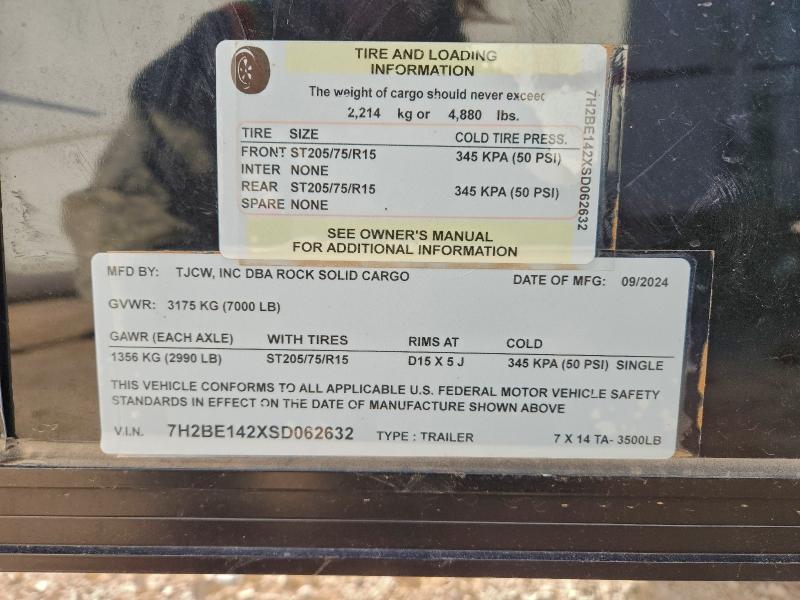 TIRE AND LOADING
INFORMATION
The weight of cargo should never exceed
2,214 kg or 4,880 lbs.
TIRE SIZE COLD TIRE PRESS.
FRONT ST205/75/R15 345 KPA (50 PSI)
INTER NONE
REAR ST205/75/R15 345 KPA (50 PSI)
SPARE NONE
SEE OWNER'S MANUAL
FOR ADDITIONAL INFORMATION
7H2BE142XSD062632
MFD BY: TJCW, INC DBA ROCK SOLID CARGO DATE OF MFG: 09/2024
GVWR: 3175 KG (7000 LB)
GAWR (EACH AXLE) WITH TIRES RIMS AT COLD
1356 KG (2990 LB) ST205/75/R15 D15 X 5 J 345 KPA (50 PSI) SINGLE
THIS VEHICLE CONFORMS TO ALL APPLICABLE U.S. FEDERAL MOTOR VEHICLE SAFETY
STANDARDS IN EFFECT ON THE DATE OF MANUFACTURE SHOWN ABOVE
V.I.N. 7H2BE142XSD062632 TYPE : TRAILER 7 X 14 TA- 3500LB